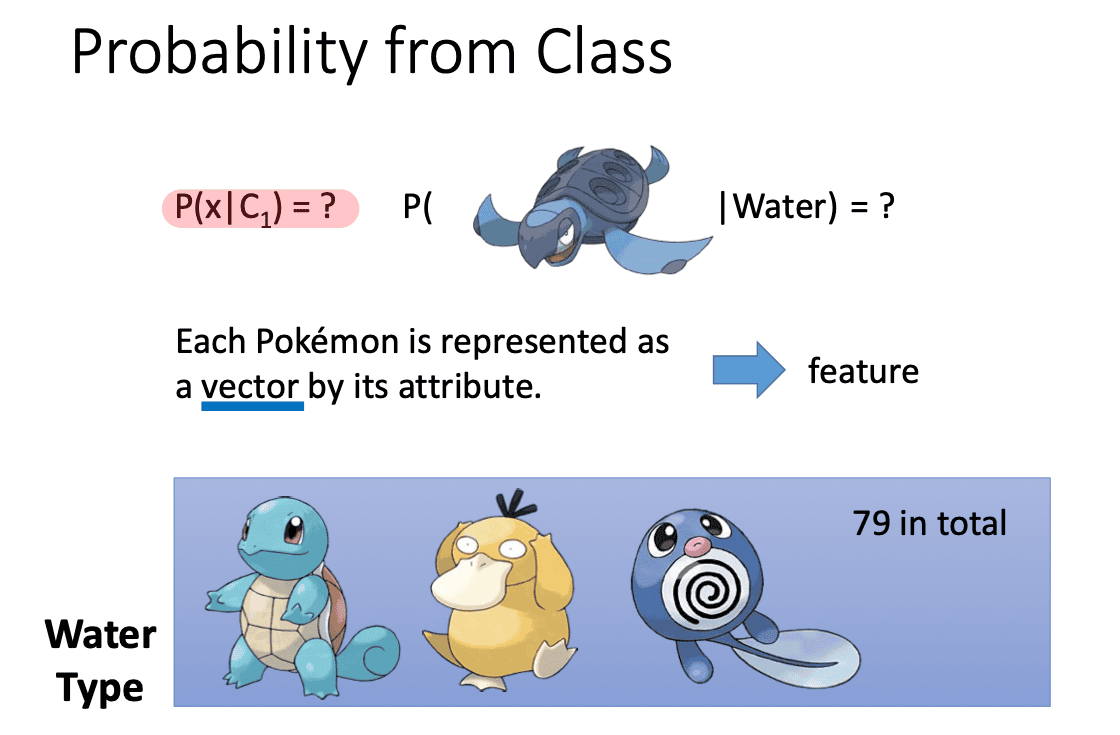 Probability from Class
P(x|C₁) = ? P( |Water) = ?
Each Pokémon is represented as
a vector by its attribute.
feature
79 in total
Water
Type